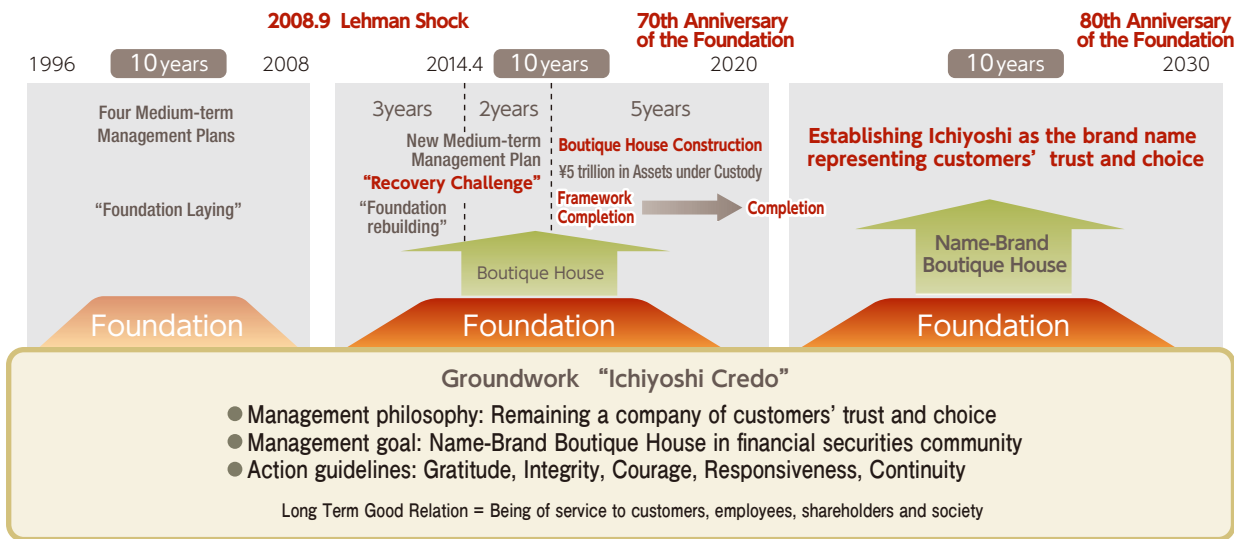 2008.9 Lehman Shock
70th Anniversary
of the Foundation
80th Anniversary
of the Foundation
1996
10years
2008
2014.4
10years
2020
10years
2030
Four Medium-term
Management Plans
“Foundation Laying”
Foundation
3years
2years
5years
New Medium-term
Management Plan
“Recovery Challenge”
“Foundation
rebuilding”
Boutique House Construction
¥5 trillion in Assets under Custody
Framework
Completion
Completion
Boutique House
Foundation
Establishing Ichiyoshi as the brand name
representing customers’ trust and choice
Name-Brand
Boutique House
Foundation
Groundwork “Ichiyoshi Credo”
● Management philosophy: Remaining a company of customers’ trust and choice
● Management goal: Name-Brand Boutique House in financial securities community
● Action guidelines: Gratitude, Integrity, Courage, Responsiveness, Continuity
Long Term Good Relation = Being of service to customers, employees, shareholders and society